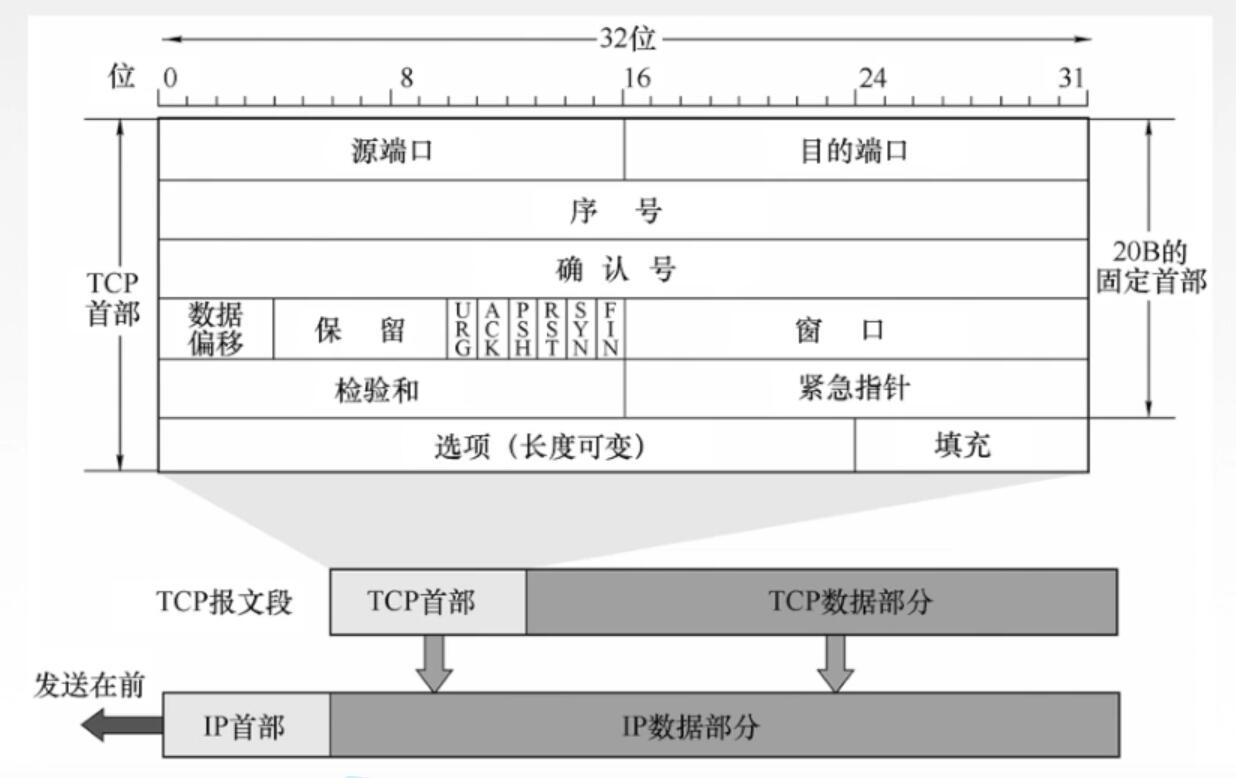 32位
位 0 8 16 24 31
源端口 目的端口
序 号
确 认 号
TCP
首部
20B的
固定首部
数据
偏移
保 留
URG
ACK
PSH
RST
SYN
FIN
窗 口
检验和 紧急指针
选项（长度可变） 填充
TCP报文段 TCP首部 TCP数据部分
发送在前
IP首部 IP数据部分